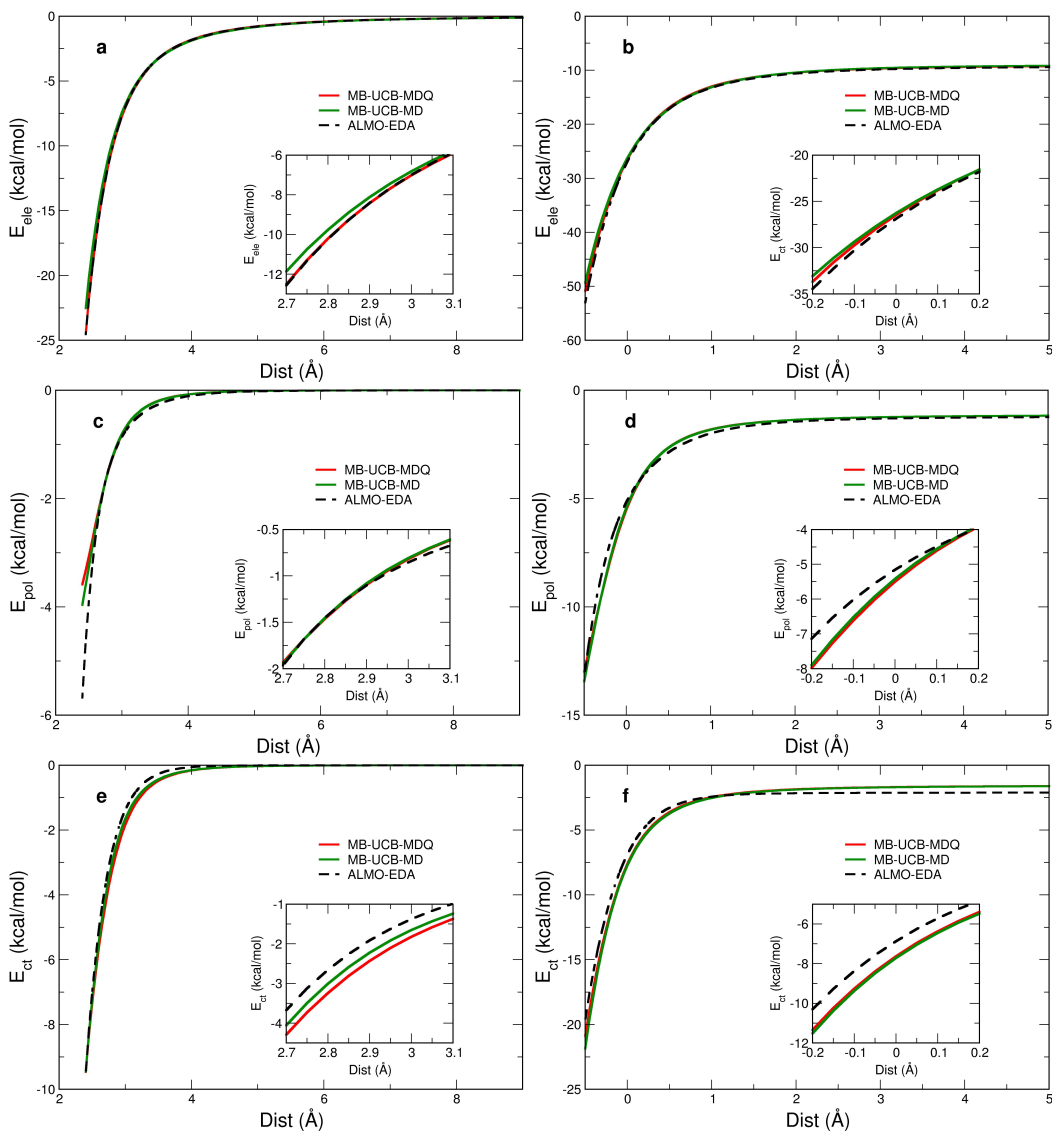 a
MB-UCB-MDQ
MB-UCB-MD
ALMO-EDA
E_ele (kcal/mol)
0
-5
-10
-15
-20
-25
2 4 6 8
Dist (Å)
E_ele (kcal/mol)
-6
-8
-10
-12
2.7 2.8 2.9 3 3.1
Dist (Å)
b
MB-UCB-MDQ
MB-UCB-MD
ALMO-EDA
E_ele (kcal/mol)
0
-10
-20
-30
-40
-50
-60
0 1 2 3 4 5
Dist (Å)
E_ct (kcal/mol)
-20
-25
-30
-35
-0.2 -0.1 0 0.1 0.2
Dist (Å)
c
MB-UCB-MDQ
MB-UCB-MD
ALMO-EDA
E_pol (kcal/mol)
0
-2
-4
-6
2 4 6 8
Dist (Å)
E_pol (kcal/mol)
-0.5
-1
-1.5
-2
2.7 2.8 2.9 3 3.1
Dist (Å)
d
MB-UCB-MDQ
MB-UCB-MD
ALMO-EDA
E_pol (kcal/mol)
0
-5
-10
-15
0 1 2 3 4 5
Dist (Å)
E_pol (kcal/mol)
-4
-5
-6
-7
-8
-0.2 -0.1 0 0.1 0.2
Dist (Å)
e
MB-UCB-MDQ
MB-UCB-MD
ALMO-EDA
E_ct (kcal/mol)
0
-2
-4
-6
-8
-10
2 4 6 8
Dist (Å)
E_ct (kcal/mol)
-1
-2
-3
-4
2.7 2.8 2.9 3 3.1
Dist (Å)
f
MB-UCB-MDQ
MB-UCB-MD
ALMO-EDA
E_ct (kcal/mol)
0
-5
-10
-15
-20
-25
0 1 2 3 4 5
Dist (Å)
E_ct (kcal/mol)
-6
-8
-10
-12
-0.2 -0.1 0 0.1 0.2
Dist (Å)